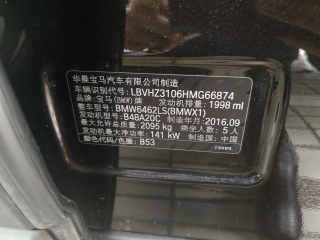 华晨宝马汽车有限公司制造
车辆识别代号: LBVHZ3106HMG66874
品牌: 宝马(BMW)牌 发动机排量: 1998 ml
整车型号: BMW6462LS(BMWX1)
发动机型号: B48A20C 制造年月: 2016.09
最大允许总质量: 2095 kg 乘坐人数: 5 人
发动机最大净功率: 141 kW 制造国: 中国
车身颜色代码/色图: B53